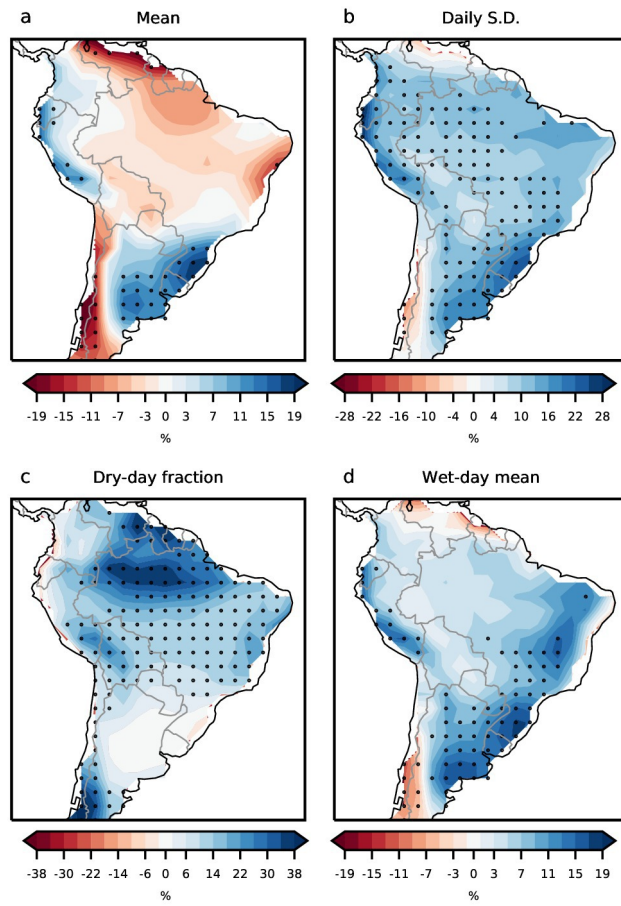 a Mean
b Daily S.D.
-19 -15 -11 -7 -3 0 3 7 11 15 19
%
-28 -22 -16 -10 -4 0 4 10 16 22 28
%
c Dry-day fraction
d Wet-day mean
-38 -30 -22 -14 -6 0 6 14 22 30 38
%
-19 -15 -11 -7 -3 0 3 7 11 15 19
%